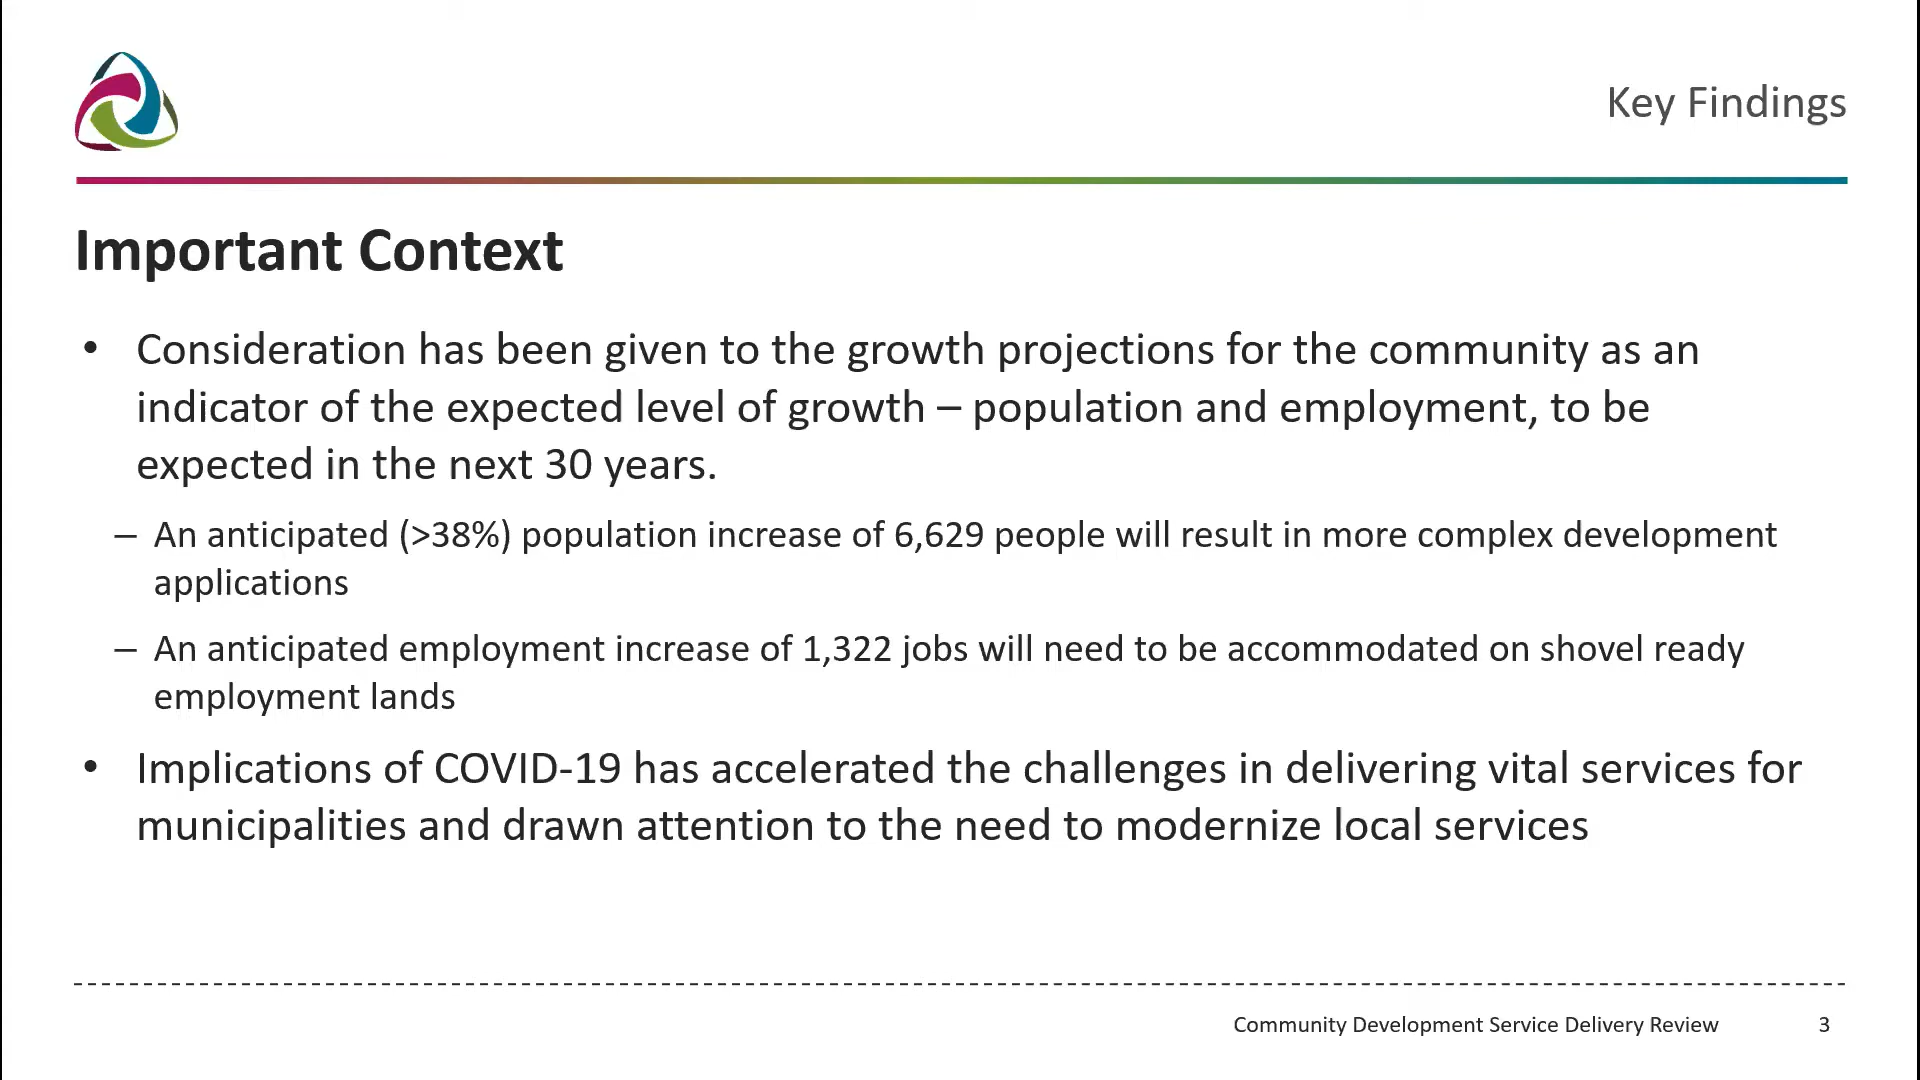 Key Findings
Important Context
• Consideration has been given to the growth projections for the community as an
indicator of the expected level of growth – population and employment, to be
expected in the next 30 years.
– An anticipated (>38%) population increase of 6,629 people will result in more complex development
applications
– An anticipated employment increase of 1,322 jobs will need to be accommodated on shovel ready
employment lands
• Implications of COVID-19 has accelerated the challenges in delivering vital services for
municipalities and drawn attention to the need to modernize local services
Community Development Service Delivery Review 3